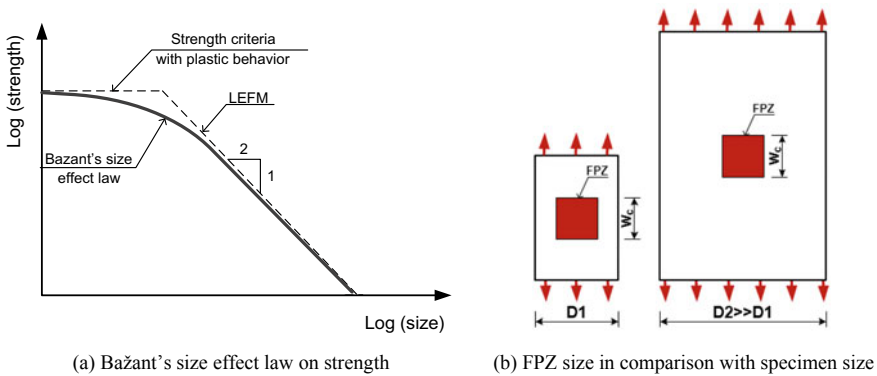 Log (strength)
Strength criteria
with plastic behavior
LEFM
2
1
Bazant's size
effect law
Log (size)
(a) Bažant's size effect law on strength
FPZ
Wc
D1
FPZ
Wc
D2>>D1
(b) FPZ size in comparison with specimen size